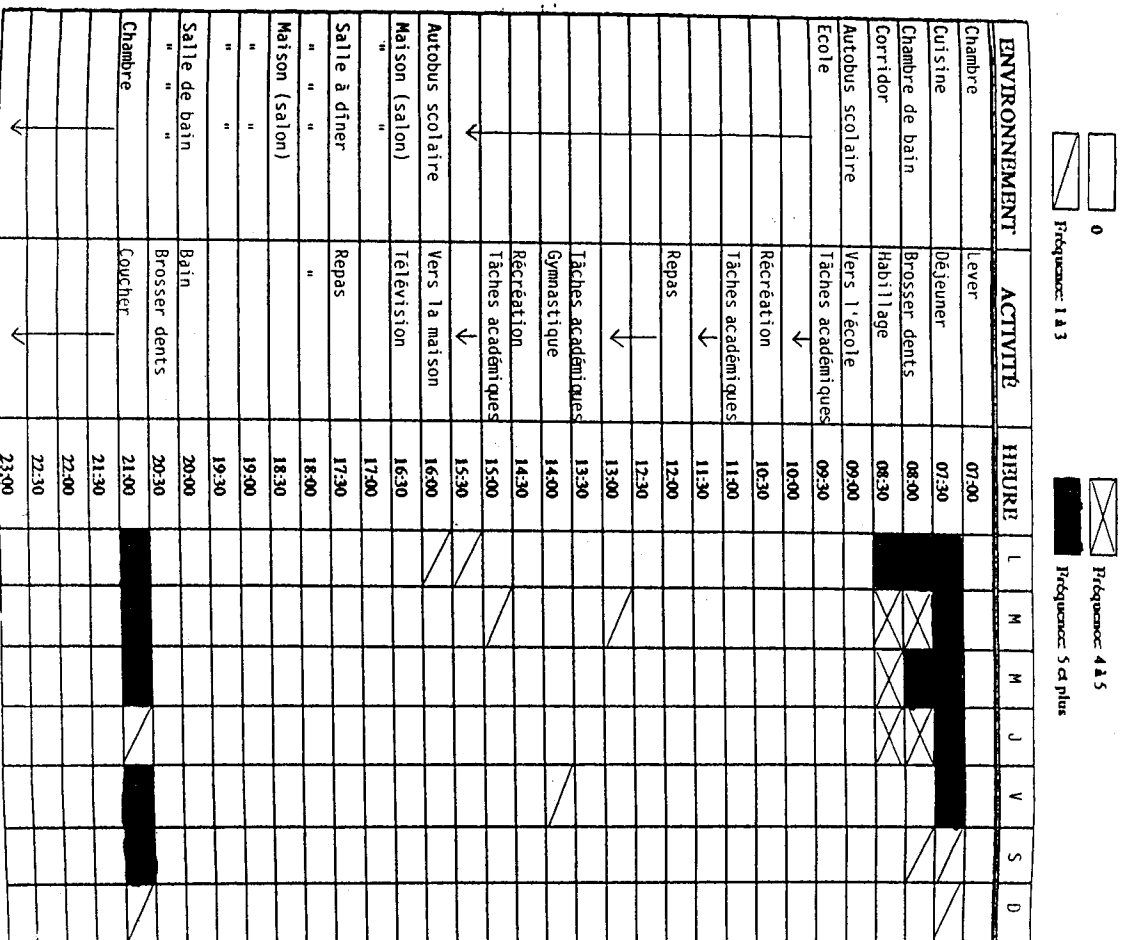 0 Fréquence: 4 à 5
Fréquence: 1 à 3 Fréquence: 5 et plus
ENVIRONNEMENT ACTIVITÉ HEURE L M M J V S D
Chambre Lever 07:00
Cuisine Déjeuner 07:30
Chambre de bain Brosser dents 08:00
Corridor Habillage 08:30
Autobus scolaire Vers l'école 09:00
Ecole Tâches académiques 09:30
10:00
Récréation 10:30
Tâches académiques 11:00
11:30
Repas 12:00
12:30
13:00
Tâches académiques 13:30
Gymnastique 14:00
Récréation 14:30
Tâches académiques 15:00
15:30
Autobus scolaire Vers la maison 16:00
Maison (salon) Télévision 16:30
" 17:00
Salle à dîner Repas 17:30
" " " " 18:00
Maison (salon) 18:30
" " 19:00
" " 19:30
Salle de bain Bain 20:00
" " " Brosser dents 20:30
Chambre Coucher 21:00
21:30
22:00
22:30
23:00